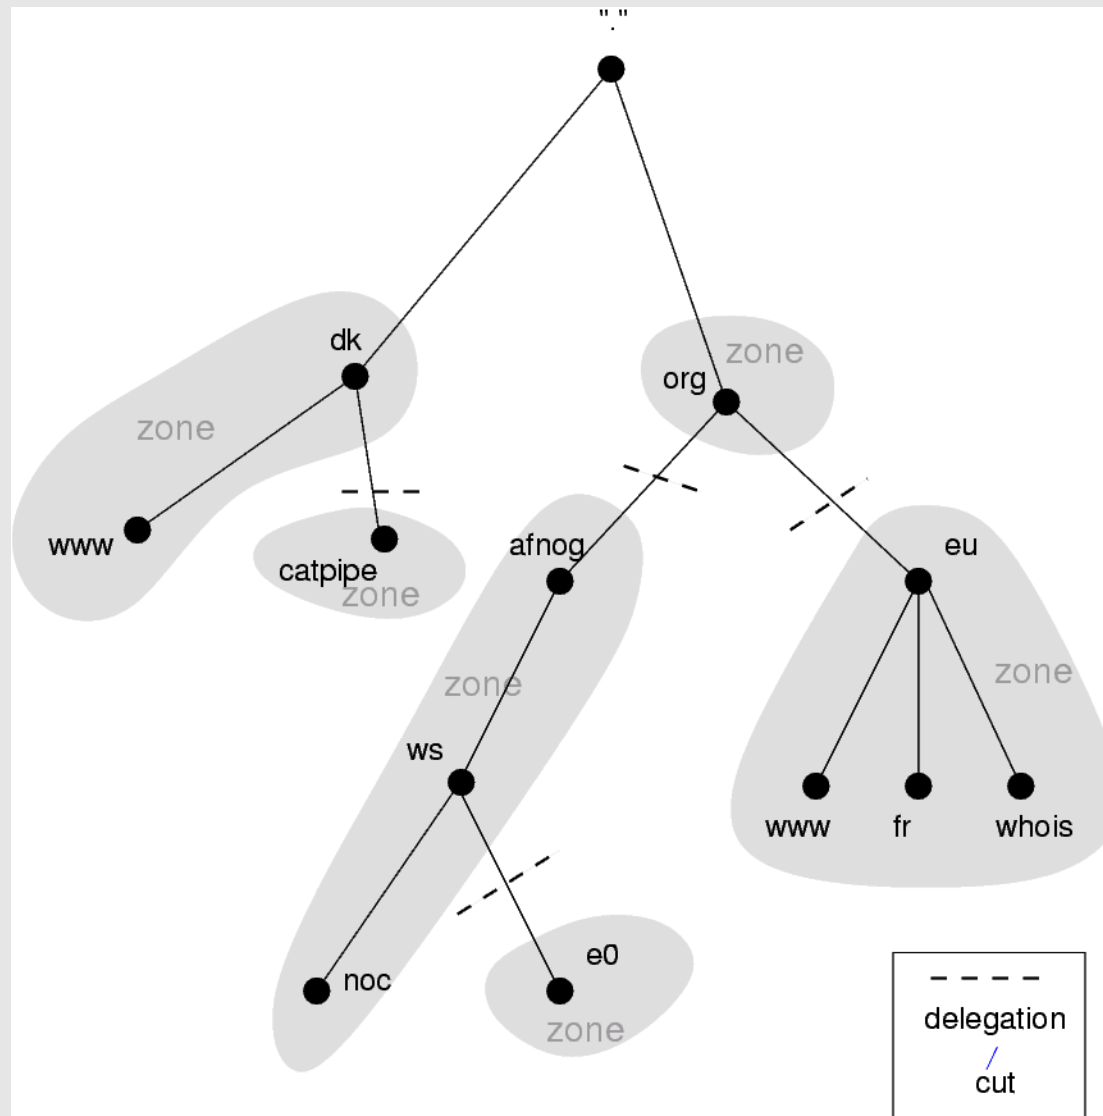 "."
dk
zone
org
zone
www
catpipe
zone
afnog
eu
zone
zone
ws
www fr whois
noc
e0
zone
delegation
/
cut